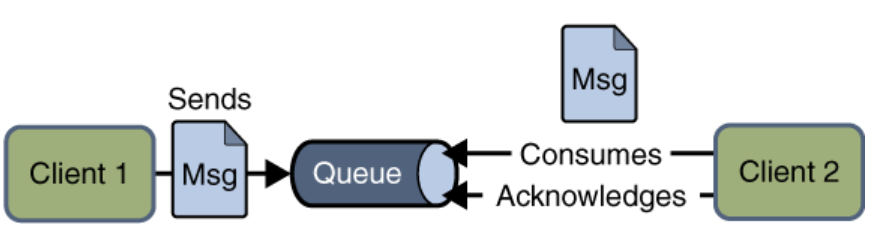 Sends
Msg
Client 1
Msg
Queue
Consumes
Acknowledges
Client 2